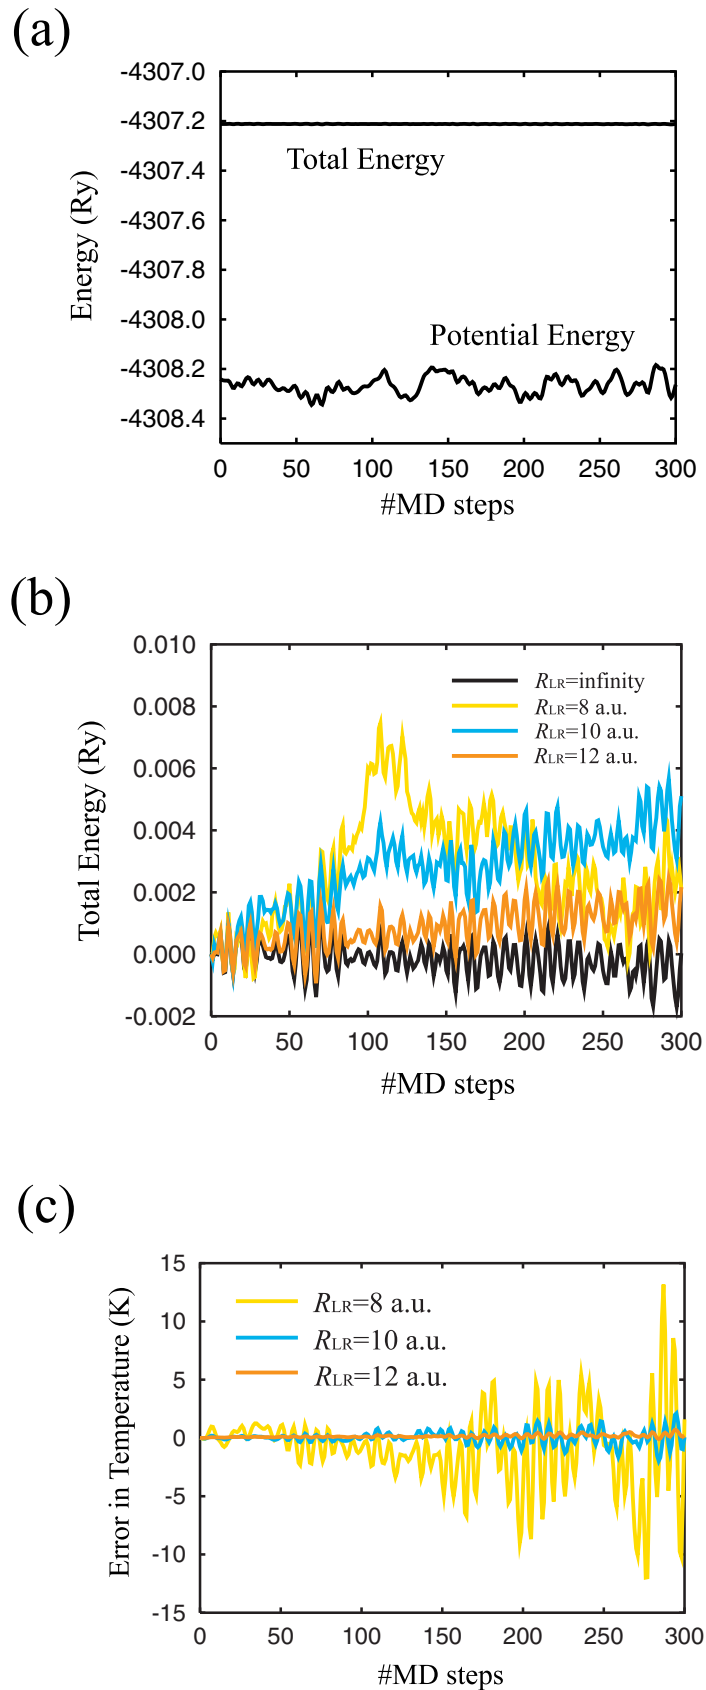 (a)
-4307.0
-4307.2
-4307.4
-4307.6
-4307.8
-4308.0
-4308.2
-4308.4
Energy (Ry)
Total Energy
Potential Energy
0 50 100 150 200 250 300
#MD steps
(b)
0.010
0.008
0.006
0.004
0.002
0.000
-0.002
Total Energy (Ry)
RLR=infinity
RLR=8 a.u.
RLR=10 a.u.
RLR=12 a.u.
0 50 100 150 200 250 300
#MD steps
(c)
15
10
5
0
-5
-10
-15
Error in Temperature (K)
RLR=8 a.u.
RLR=10 a.u.
RLR=12 a.u.
0 50 100 150 200 250 300
#MD steps